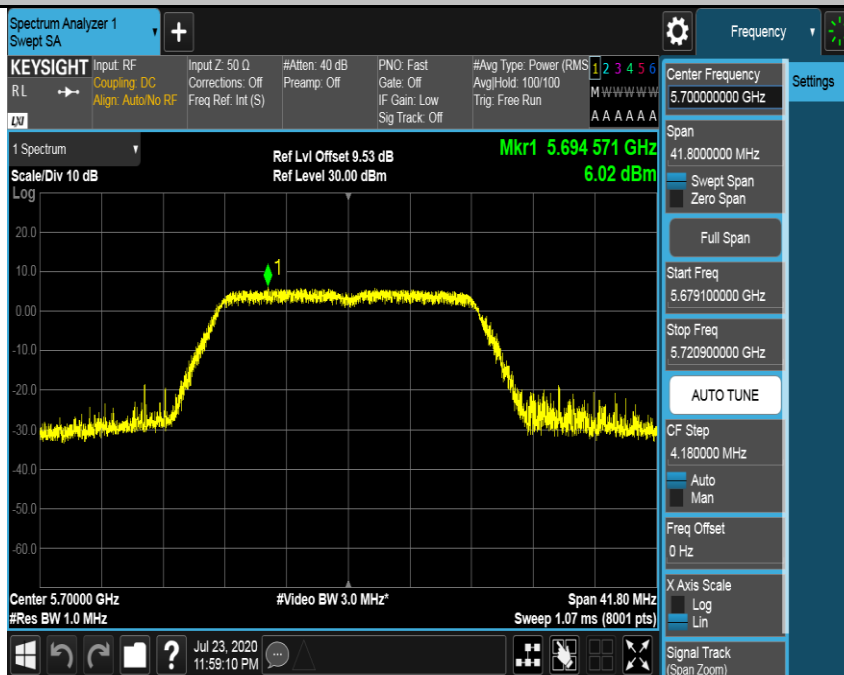 Spectrum Analyzer 1
Swept SA
+
Frequency
KEYSIGHT
RL
LXI
Input: RF
Coupling: DC
Align: Auto/No RF
Input Z: 50 Ω
Corrections: Off
Freq Ref: Int (S)
#Atten: 40 dB
Preamp: Off
PNO: Fast
Gate: Off
IF Gain: Low
Sig Track: Off
#Avg Type: Power (RMS
Avg|Hold: 100/100
Trig: Free Run
1 2 3 4 5 6
M W W W W W
A A A A A A
1 Spectrum
Scale/Div 10 dB
Log
Ref Lvl Offset 9.53 dB
Ref Level 30.00 dBm
Mkr1 5.694 571 GHz
6.02 dBm
20.0
10.0
0.00
-10.0
-20.0
-30.0
-40.0
-50.0
-60.0
1
Center 5.70000 GHz
#Res BW 1.0 MHz
#Video BW 3.0 MHz*
Span 41.80 MHz
Sweep 1.07 ms (8001 pts)
Center Frequency
5.700000000 GHz
Settings
Span
41.8000000 MHz
Swept Span
Zero Span
Full Span
Start Freq
5.679100000 GHz
Stop Freq
5.720900000 GHz
AUTO TUNE
CF Step
4.180000 MHz
Auto
Man
Freq Offset
0 Hz
X Axis Scale
Log
Lin
Signal Track
(Span Zoom)
?
Jul 23, 2020
11:59:10 PM